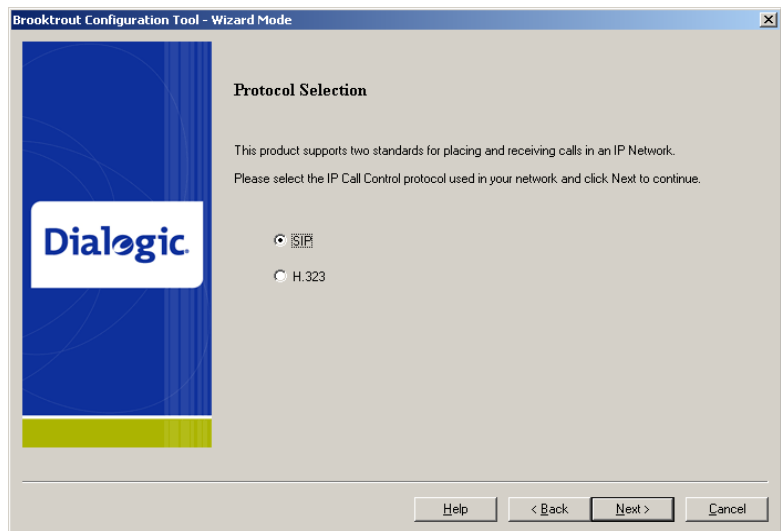 Brooktrout Configuration Tool - Wizard Mode
Protocol Selection
This product supports two standards for placing and receiving calls in an IP Network.
Please select the IP Call Control protocol used in your network and click Next to continue.
Dialogic.
SIP
H.323
Help
< Back
Next >
Cancel